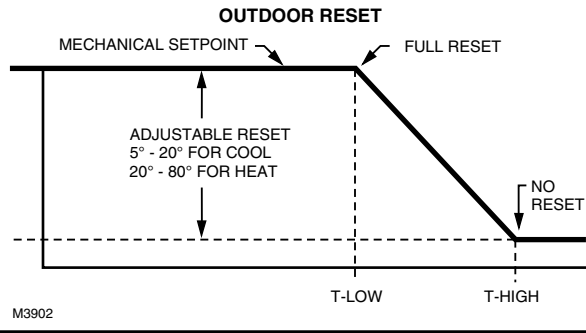 OUTDOOR RESET
MECHANICAL SETPOINT
FULL RESET
ADJUSTABLE RESET
5° - 20° FOR COOL
20° - 80° FOR HEAT
NO
RESET
T-LOW
T-HIGH
M3902